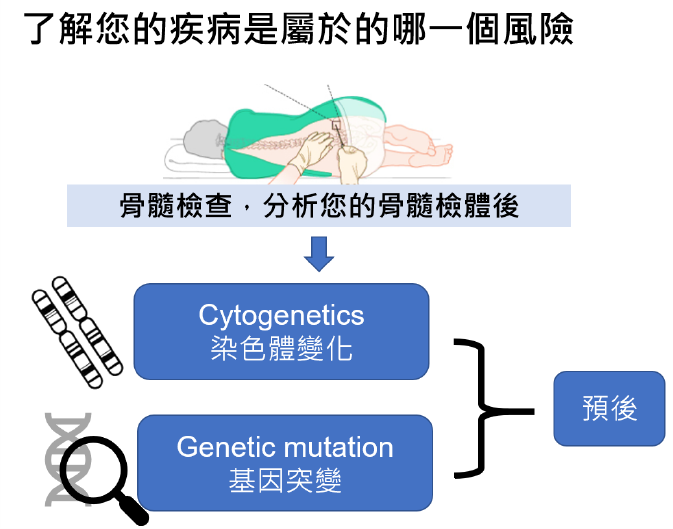 了解您的疾病是屬於的哪一個風險
骨髓檢查，分析您的骨髓檢體後
Cytogenetics
染色體變化
Genetic mutation
基因突變
預後